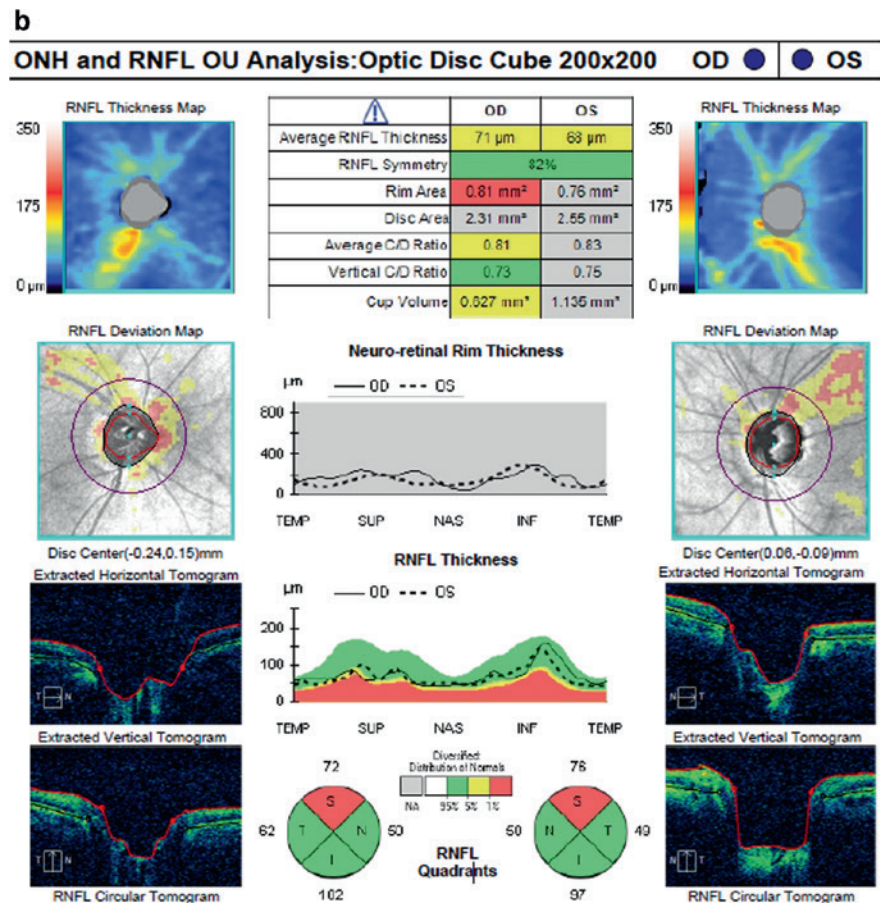 b
ONH and RNFL OU Analysis:Optic Disc Cube 200x200 OD OS
RNFL Thickness Map
350
175
0 µm
OD OS
Average RNFL Thickness 71 µm 68 µm
RNFL Symmetry 82%
Rim Area 0.81 mm² 0.76 mm²
Disc Area 2.31 mm² 2.55 mm²
Average C/D Ratio 0.81 0.83
Vertical C/D Ratio 0.73 0.75
Cup Volume 0.627 mm³ 1.135 mm³
RNFL Thickness Map
350
175
0 µm
RNFL Deviation Map
Disc Center(-0.24,0.15)mm
Neuro-retinal Rim Thickness
µm OD OS
800
400
0
TEMP SUP NAS INF TEMP
RNFL Deviation Map
Disc Center(0.06,-0.09)mm
Extracted Horizontal Tomogram
T N
RNFL Thickness
µm OD OS
200
100
0
TEMP SUP NAS INF TEMP
Extracted Horizontal Tomogram
N T
Extracted Vertical Tomogram
T N
RNFL Circular Tomogram
72
S
62 T N 50
I
102
Diversified:
Distribution of Normals
NA 95% 5% 1%
RNFL
Quadrants
76
S
50 N T 49
I
97
Extracted Vertical Tomogram
N T
RNFL Circular Tomogram